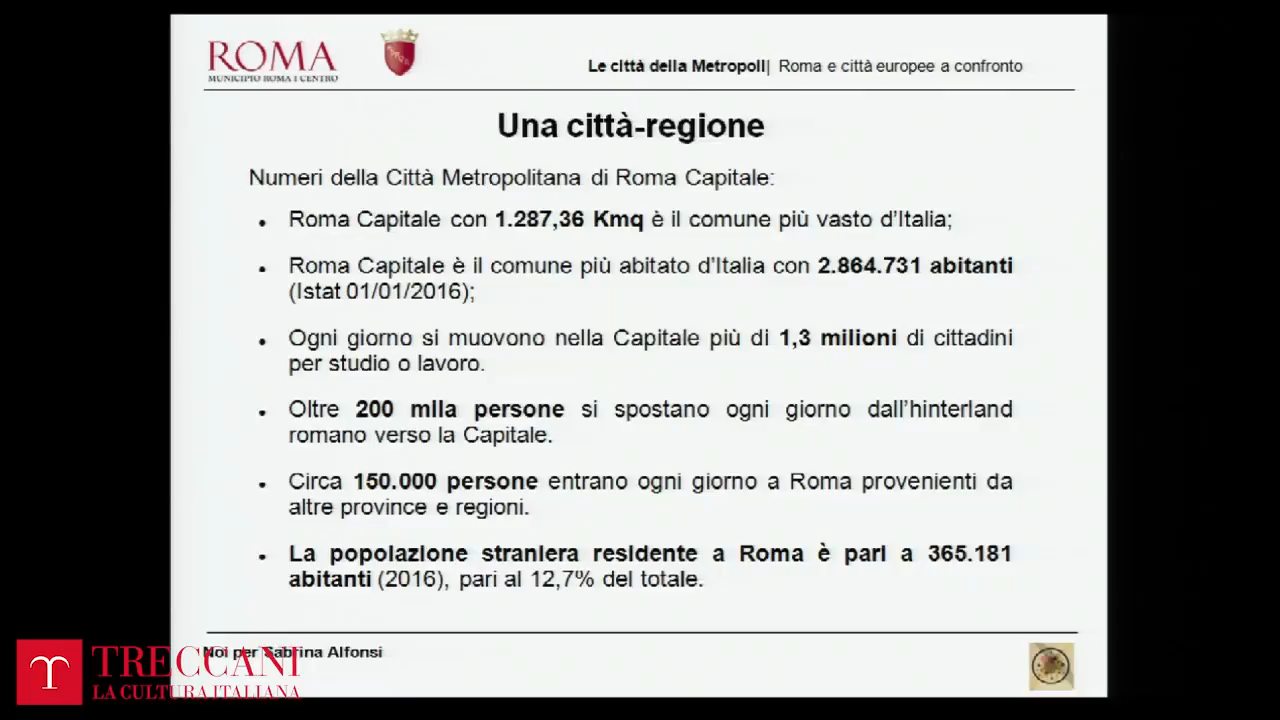 ROMA
MUNICIPIO ROMA I CENTRO
Le città della Metropoli| Roma e città europee a confronto
Una città-regione
Numeri della Città Metropolitana di Roma Capitale:
• Roma Capitale con 1.287,36 Kmq è il comune più vasto d'Italia;
• Roma Capitale è il comune più abitato d'Italia con 2.864.731 abitanti
(Istat 01/01/2016);
• Ogni giorno si muovono nella Capitale più di 1,3 milioni di cittadini
per studio o lavoro.
• Oltre 200 mila persone si spostano ogni giorno dall'hinterland
romano verso la Capitale.
• Circa 150.000 persone entrano ogni giorno a Roma provenienti da
altre province e regioni.
• La popolazione straniera residente a Roma è pari a 365.181
abitanti (2016), pari al 12,7% del totale.
Noi per Sabrina Alfonsi
TRECCANI
LA CULTURA ITALIANA